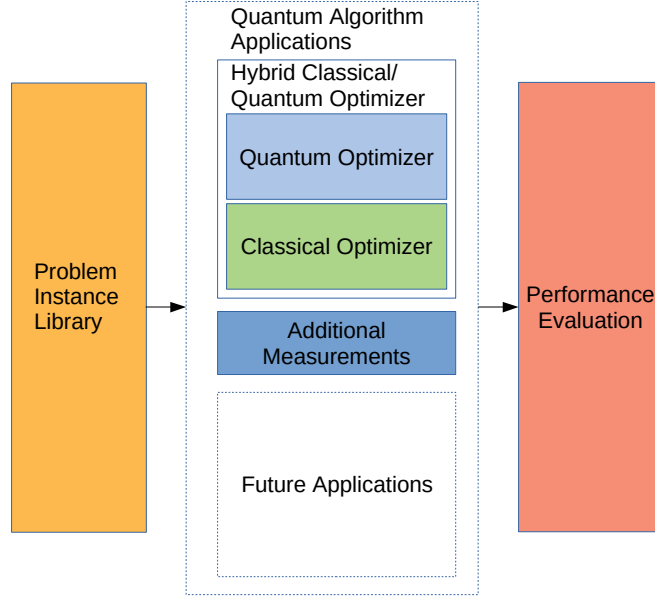 Quantum Algorithm
Applications
Hybrid Classical/
Quantum Optimizer
Quantum Optimizer
Classical Optimizer
Problem
Instance
Library
Additional
Measurements
Performance
Evaluation
Future Applications